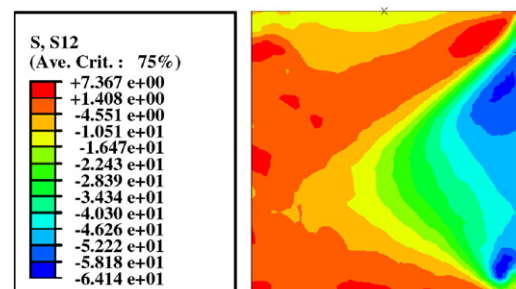 S, S12
(Ave. Crit. : 75%)
+7.367 e+00
+1.408 e+00
-4.551 e+00
-1.051 e+01
-1.647 e+01
-2.243 e+01
-2.839 e+01
-3.434 e+01
-4.030 e+01
-4.626 e+01
-5.222 e+01
-5.818 e+01
-6.414 e+01